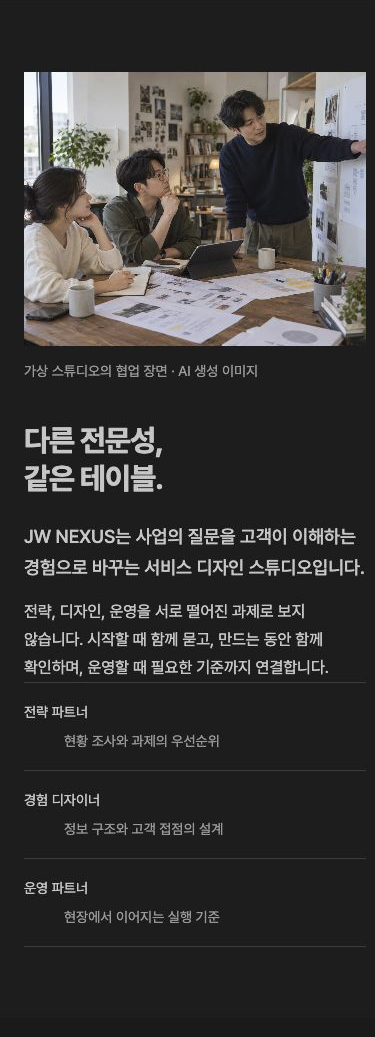 가상 스튜디오의 협업 장면 · AI 생성 이미지
다른 전문성,
같은 테이블.
JW NEXUS는 사업의 질문을 고객이 이해하는
경험으로 바꾸는 서비스 디자인 스튜디오입니다.
전략, 디자인, 운영을 서로 떨어진 과제로 보지
않습니다. 시작할 때 함께 묻고, 만드는 동안 함께
확인하며, 운영할 때 필요한 기준까지 연결합니다.
전략 파트너
현황 조사와 과제의 우선순위
경험 디자이너
정보 구조와 고객 접점의 설계
운영 파트너
현장에서 이어지는 실행 기준